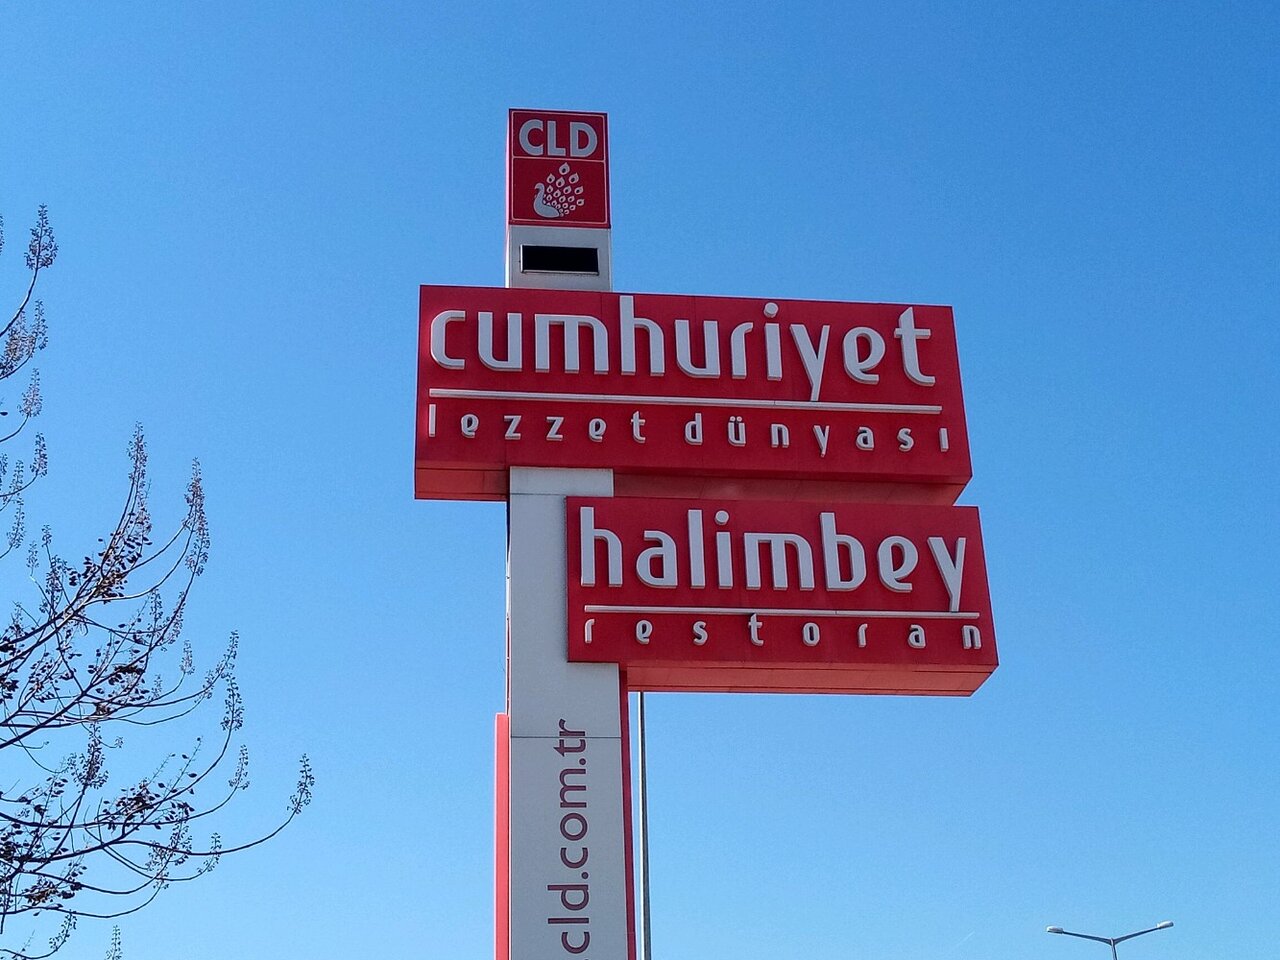 CLD
cumhuriyet
lezzet dünyası
halimbey
restoran
.cld.com.tr